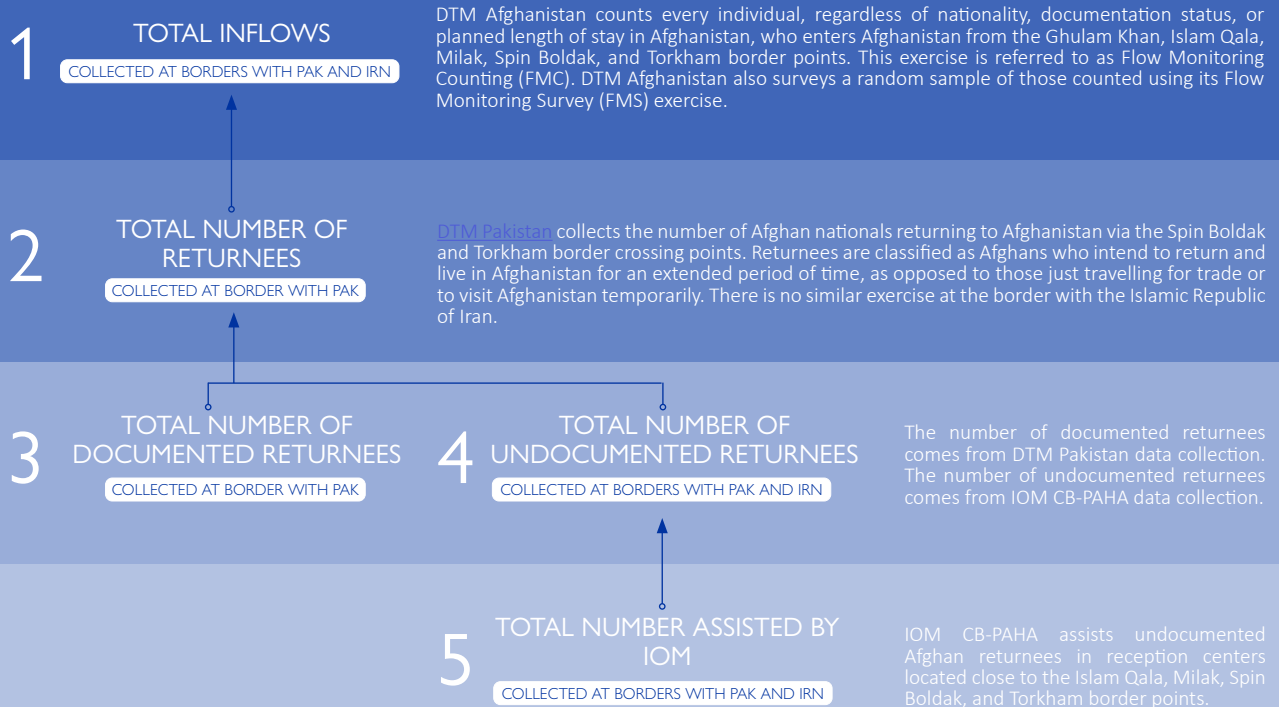 1
TOTAL INFLOWS
COLLECTED AT BORDERS WITH PAK AND IRN
DTM Afghanistan counts every individual, regardless of nationality, documentation status, or
planned length of stay in Afghanistan, who enters Afghanistan from the Ghulam Khan, Islam Qala,
Milak, Spin Boldak, and Torkham border points. This exercise is referred to as Flow Monitoring
Counting (FMC). DTM Afghanistan also surveys a random sample of those counted using its Flow
Monitoring Survey (FMS) exercise.
2
TOTAL NUMBER OF
RETURNEES
COLLECTED AT BORDER WITH PAK
DTM Pakistan collects the number of Afghan nationals returning to Afghanistan via the Spin Boldak
and Torkham border crossing points. Returnees are classified as Afghans who intend to return and
live in Afghanistan for an extended period of time, as opposed to those just travelling for trade or
to visit Afghanistan temporarily. There is no similar exercise at the border with the Islamic Republic
of Iran.
3
TOTAL NUMBER OF
DOCUMENTED RETURNEES
COLLECTED AT BORDER WITH PAK
4
TOTAL NUMBER OF
UNDOCUMENTED RETURNEES
COLLECTED AT BORDERS WITH PAK AND IRN
The number of documented returnees
comes from DTM Pakistan data collection.
The number of undocumented returnees
comes from IOM CB-PAHA data collection.
5
TOTAL NUMBER ASSISTED BY
IOM
COLLECTED AT BORDERS WITH PAK AND IRN
IOM CB-PAHA assists undocumented
Afghan returnees in reception centers
located close to the Islam Qala, Milak, Spin
Boldak, and Torkham border points.